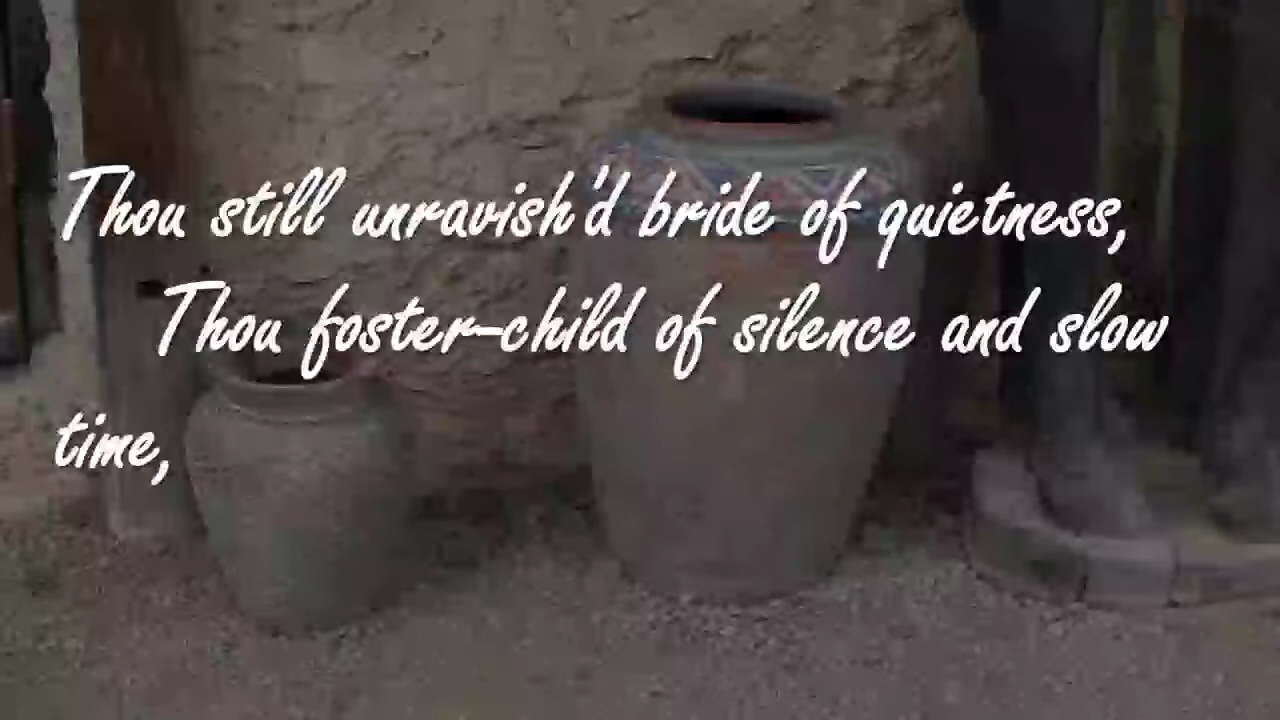 Thou still unravish'd bride of quietness,
Thou foster-child of silence and slow
time,